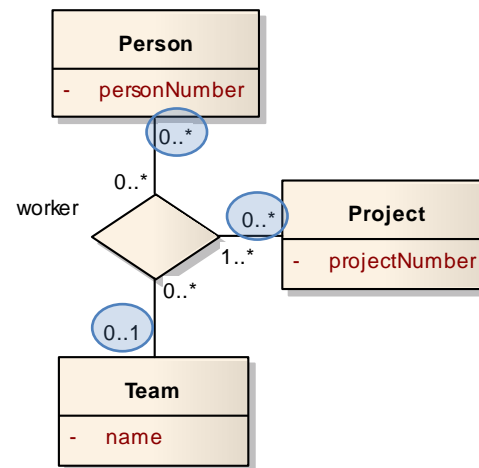 Person
- personNumber
0..*
0..*
worker
0..*
Project
1..*
- projectNumber
0..*
0..1
Team
- name